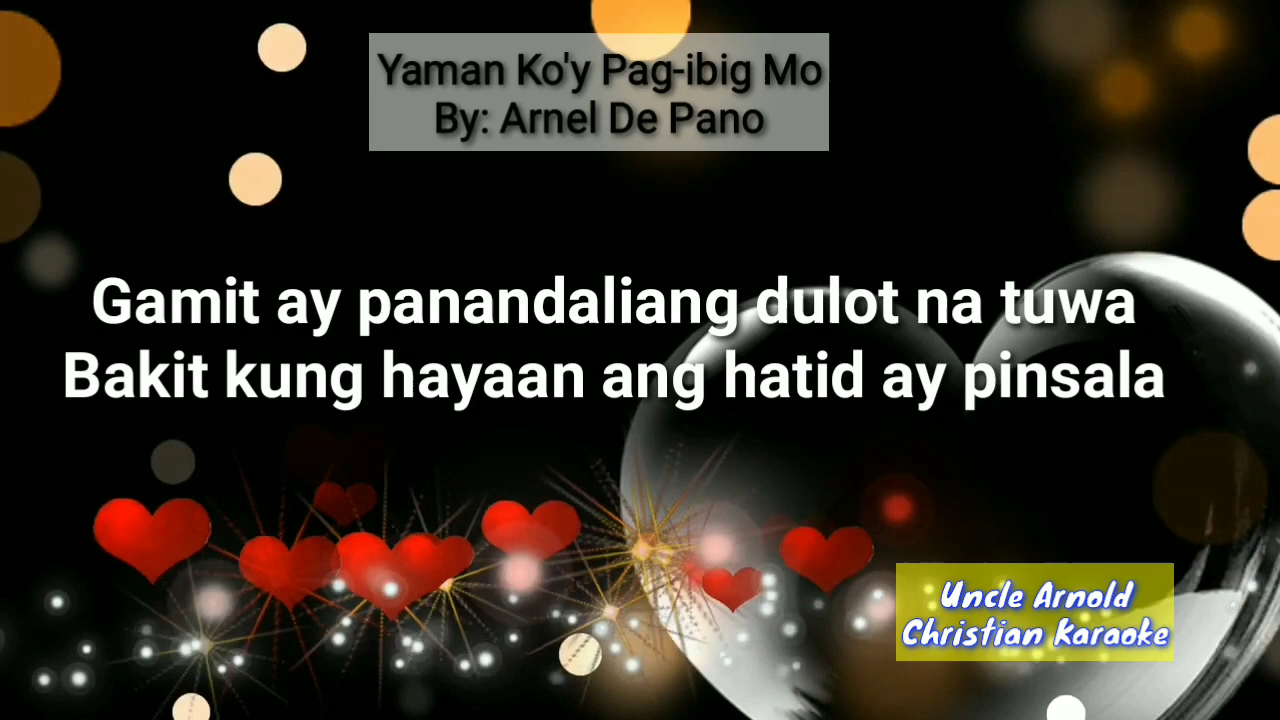 Yaman Ko'y Pag-ibig Mo
By: Arnel De Pano
Gamit ay panandaliang dulot na tuwa
Bakit kung hayaan ang hatid ay pinsala
Uncle Arnold
Christian Karaoke